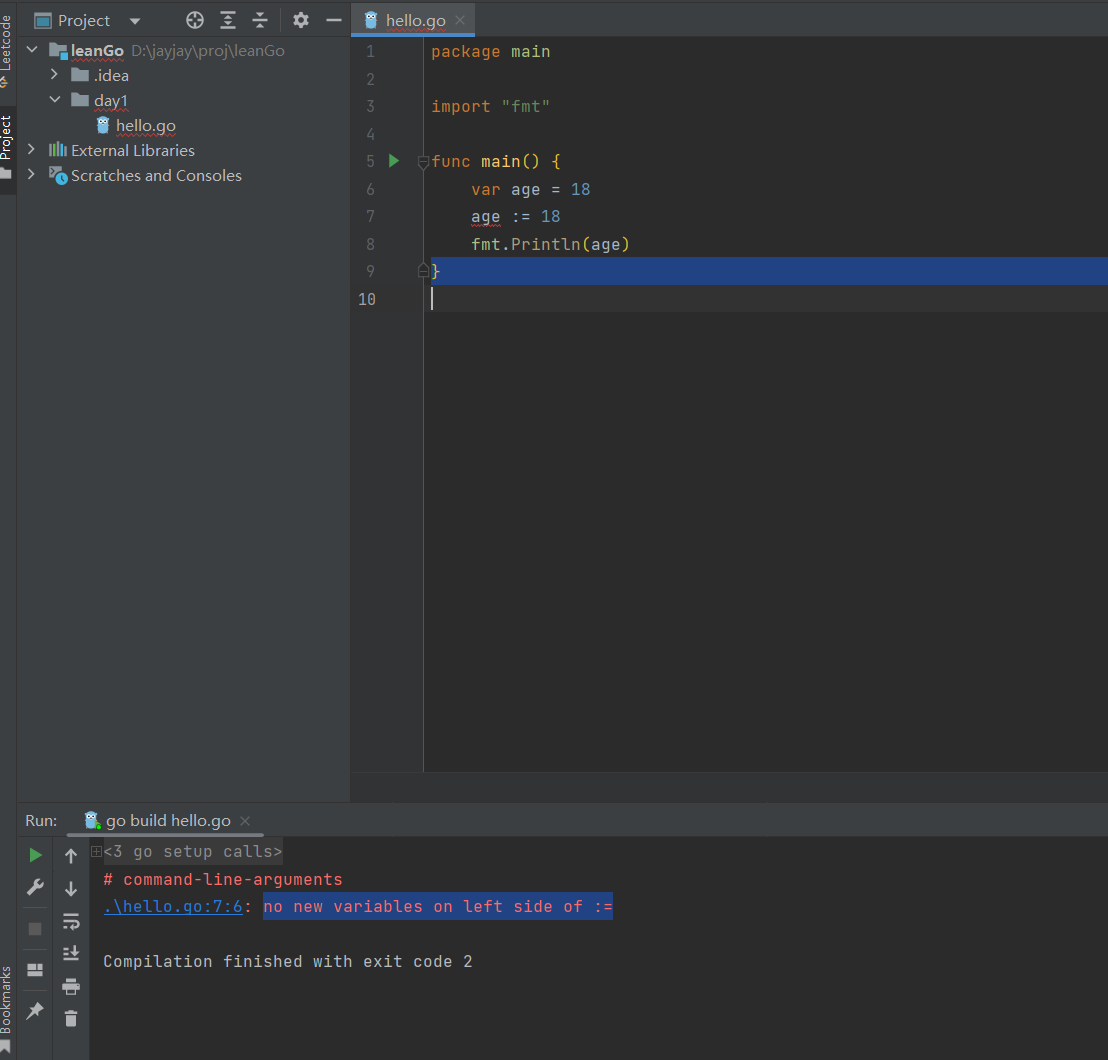 Leetcode
Project
Bookmarks
Project
leanGo D:\jayjay\proj\leanGo
.idea
day1
hello.go
External Libraries
Scratches and Consoles
hello.go
1 package main
2
3 import "fmt"
4
5 func main() {
6 var age = 18
7 age := 18
8 fmt.Println(age)
9 }
10
Run: go build hello.go
<3 go setup calls>
# command-line-arguments
.\hello.go:7:6: no new variables on left side of :=
Compilation finished with exit code 2